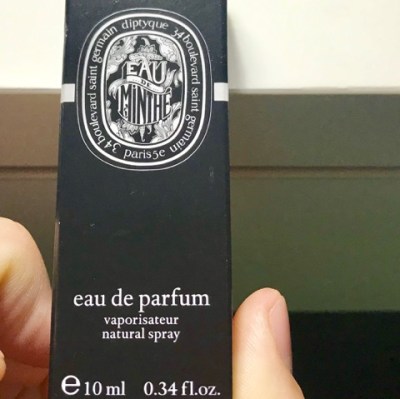 diptyque 34 boulevard saint germain
34 boulevard saint germain
paris5e
EAU
DE
MINTHÉ
eau de parfum
vaporisateur
natural spray
e 10 ml 0.34 fl.oz.